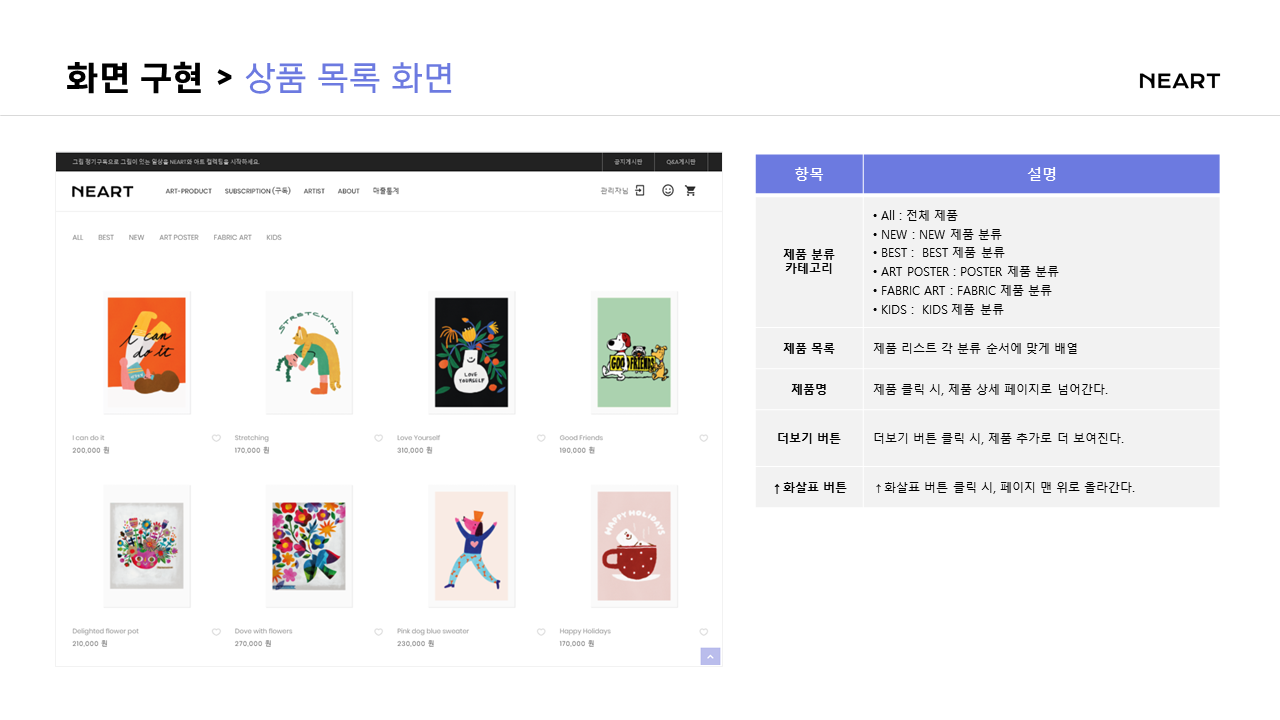 화면 구현 > 상품 목록 화면
NEART
그림 정기구독으로 그림이 있는 일상을 NEART와 아트 컬렉팅을 시작하세요.
공지게시판
Q&A게시판
NEART
ART-PRODUCT
SUBSCRIPTION (구독)
ARTIST
ABOUT
매출통계
관리자님
ALL
BEST
NEW
ART POSTER
FABRIC ART
KIDS
i can
do it
STRETCHING
LOVE
YOURSELF
GOOD FRIENDS
I can do it
200,000 원
Stretching
170,000 원
Love Yourself
310,000 원
Good Friends
190,000 원
HAPPY HOLIDAYS
Delighted flower pot
210,000 원
Dove with flowers
270,000 원
Pink dog blue sweater
230,000 원
Happy Holidays
170,000 원
항목
설명
제품 분류
카테고리
• All : 전체 제품
• NEW : NEW 제품 분류
• BEST :  BEST 제품 분류
• ART POSTER : POSTER 제품 분류
• FABRIC ART : FABRIC 제품 분류
• KIDS :  KIDS 제품 분류
제품 목록
제품 리스트 각 분류 순서에 맞게 배열
제품명
제품 클릭 시, 제품 상세 페이지로 넘어간다.
더보기 버튼
더보기 버튼 클릭 시, 제품 추가로 더 보여진다.
↑화살표 버튼
↑화살표 버튼 클릭 시, 페이지 맨 위로 올라간다.